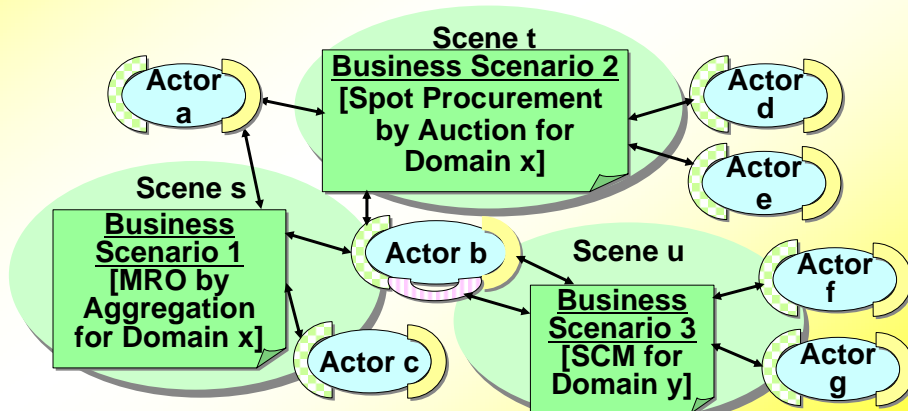 Scene t
Business Scenario 2
[Spot Procurement
by Auction for
Domain x]
Actor
a
Actor
d
Actor
e
Scene s
Business
Scenario 1
[MRO by
Aggregation
for Domain x]
Actor b
Actor c
Scene u
Business
Scenario 3
[SCM for
Domain y]
Actor
f
Actor
g